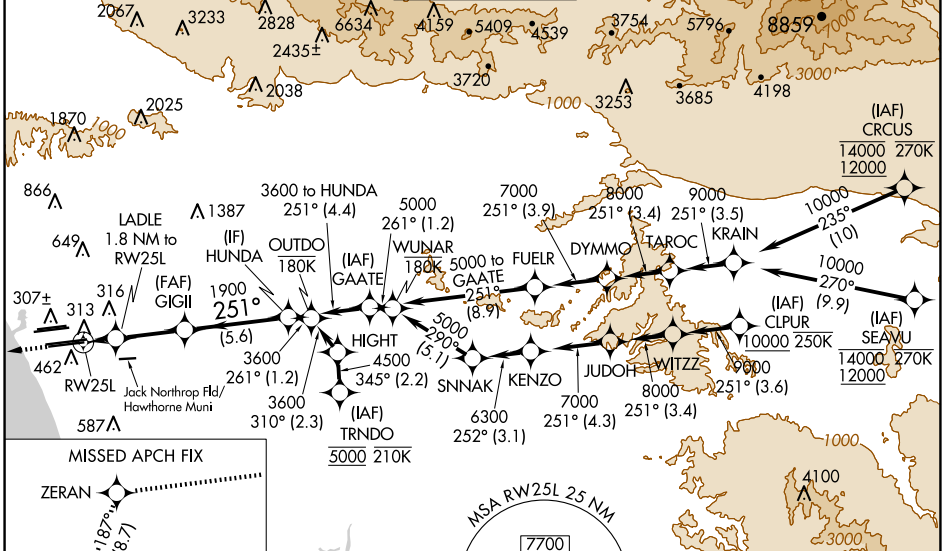 2067
3233
2828
6634
4159
5409
4539
3754
5796
8859
7000
2435±
3720
2038
1000
3253
3685
4198
3000
2025
1870
1000
(IAF)
CRCUS
14000 270K
12000
866
1387
649
307±
313
316
462
587
LADLE
1.8 NM to
RW25L
(FAF)
GIGII
(IF)
HUNDA
3600 to HUNDA
251° (4.4)
OUTDO
180K
(IAF)
GAATE
5000
261° (1.2)
WUNAR
180K
5000 to
GAATE
251°
(8.9)
FUELR
7000
251° (3.9)
DYMMO
8000
251° (3.4)
TAROC
9000
251° (3.5)
KRAIN
10000
235°
(10)
10000
270°
(9.9)
(IAF)
SEAVU
14000 270K
12000
(IAF)
CLPUR
10000 250K
1900
251°
(5.6)
3600
261° (1.2)
3600
310° (2.3)
HIGHT
4500
345° (2.2)
(IAF)
TRNDO
5000 210K
5000
290°
(5.1)
SNNAK
KENZO
JUDOH
WITZZ
6300
252° (3.1)
7000
251° (4.3)
8000
251° (3.4)
9000
251° (3.6)
RW25L
Jack Northrop Fld/
Hawthorne Muni
MISSED APCH FIX
ZERAN
187°
8.7)
MSA RW25L 25 NM
7700
1000
4100
3000